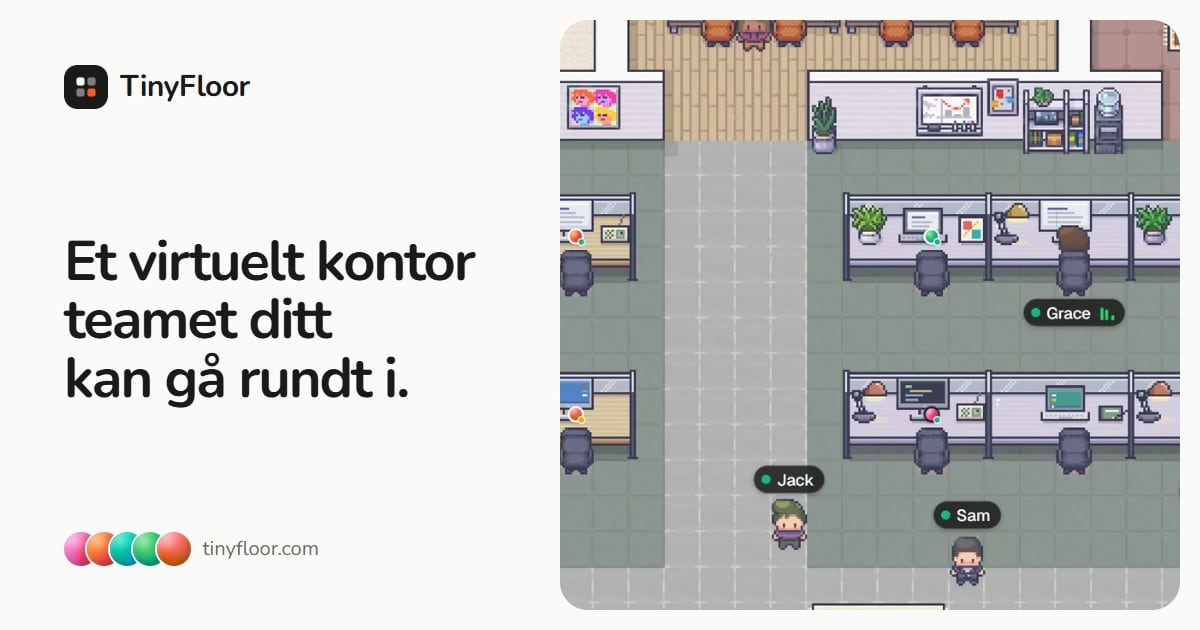 TinyFloor
Et virtuelt kontor
teamet ditt
kan gå rundt i.
tinyfloor.com
Grace
Jack
Sam